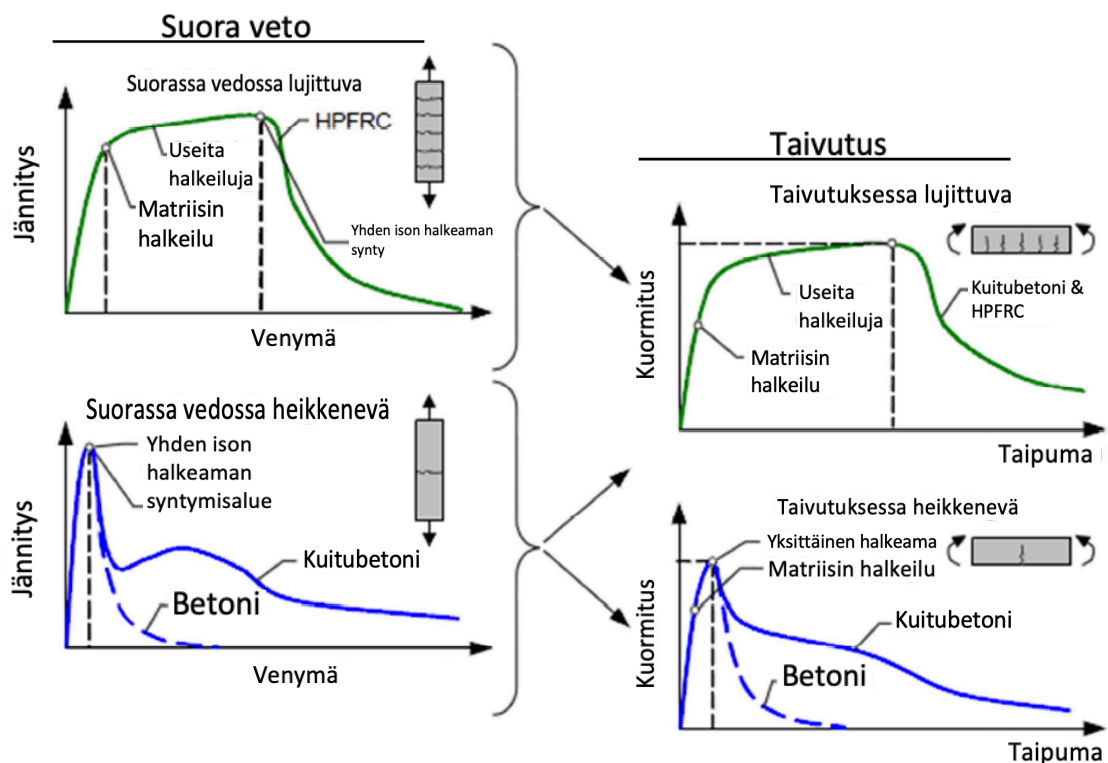 Suora veto
Suorassa vedossa lujittuva
HPFRC
Useita
halkeiluja
Matriisin
halkeilu
Yhden ison halkeaman
synty
Jännitys
Venymä
Suorassa vedossa heikkenevä
Yhden ison
halkeaman
syntymisalue
Kuitubetoni
Betoni
Jännitys
Venymä
Taivutus
Taivutuksessa lujittuva
Useita
halkeiluja
Kuitubetoni &
HPFRC
Matriisin
halkeilu
Kuormitus
Taipuma
Taivutuksessa heikkenevä
Yksittäinen halkeama
Matriisin halkeilu
Kuitubetoni
Betoni
Kuormitus
Taipuma